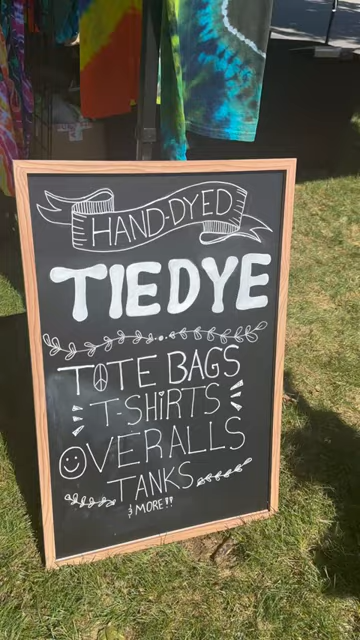 HAND-DYED
TIEDYE
TOTE BAGS
T-SHIRTS
OVERALLS
TANKS
& MORE!!